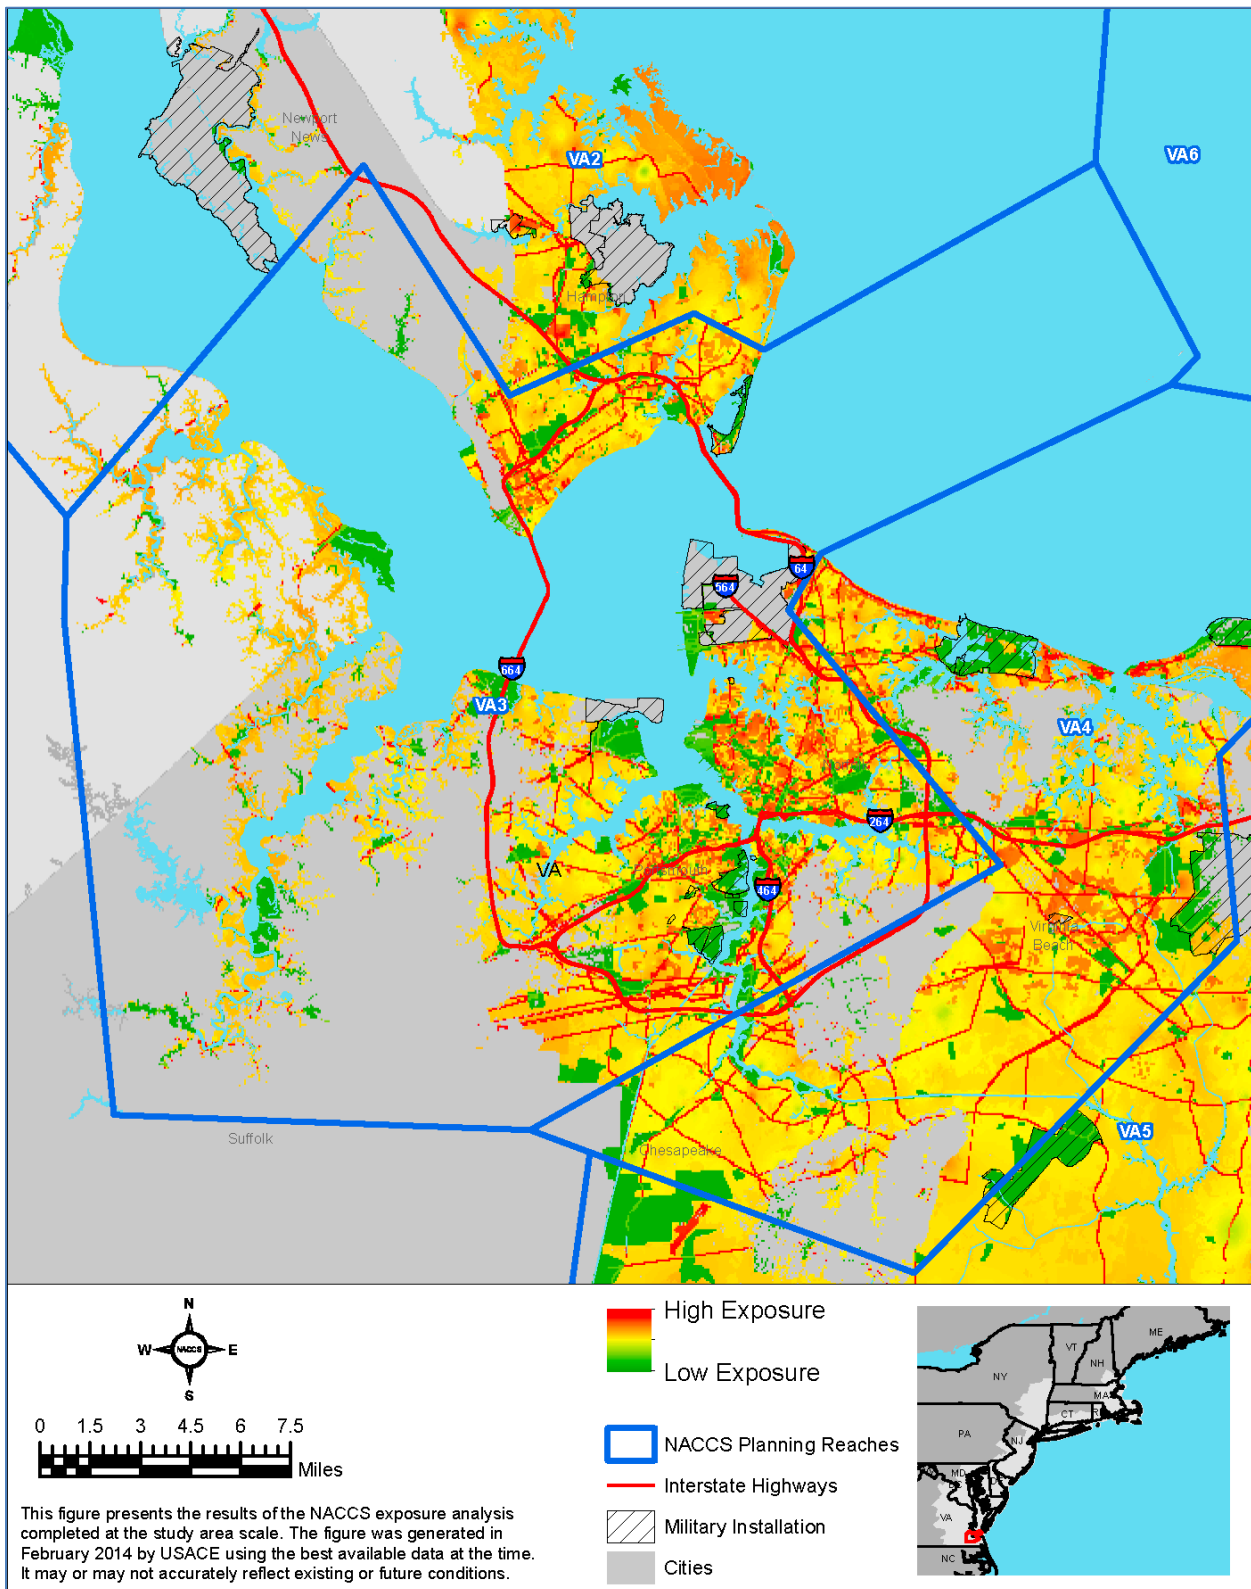 Newport
News
VA2
VA6
Hampton
64
564
664
VA3
VA4
264
VA
Portsmouth
464
Virginia
Beach
VA5
Suffolk
Chesapeake
N
W
NACCS
E
S
0 1.5 3 4.5 6 7.5
Miles
High Exposure
Low Exposure
NACCS Planning Reaches
Interstate Highways
Military Installation
Cities
This figure presents the results of the NACCS exposure analysis
completed at the study area scale. The figure was generated in
February 2014 by USACE using the best available data at the time.
It may or may not accurately reflect existing or future conditions.
ME
VT
NH
NY
MA
CT
PA
NJ
MD
VA
NC